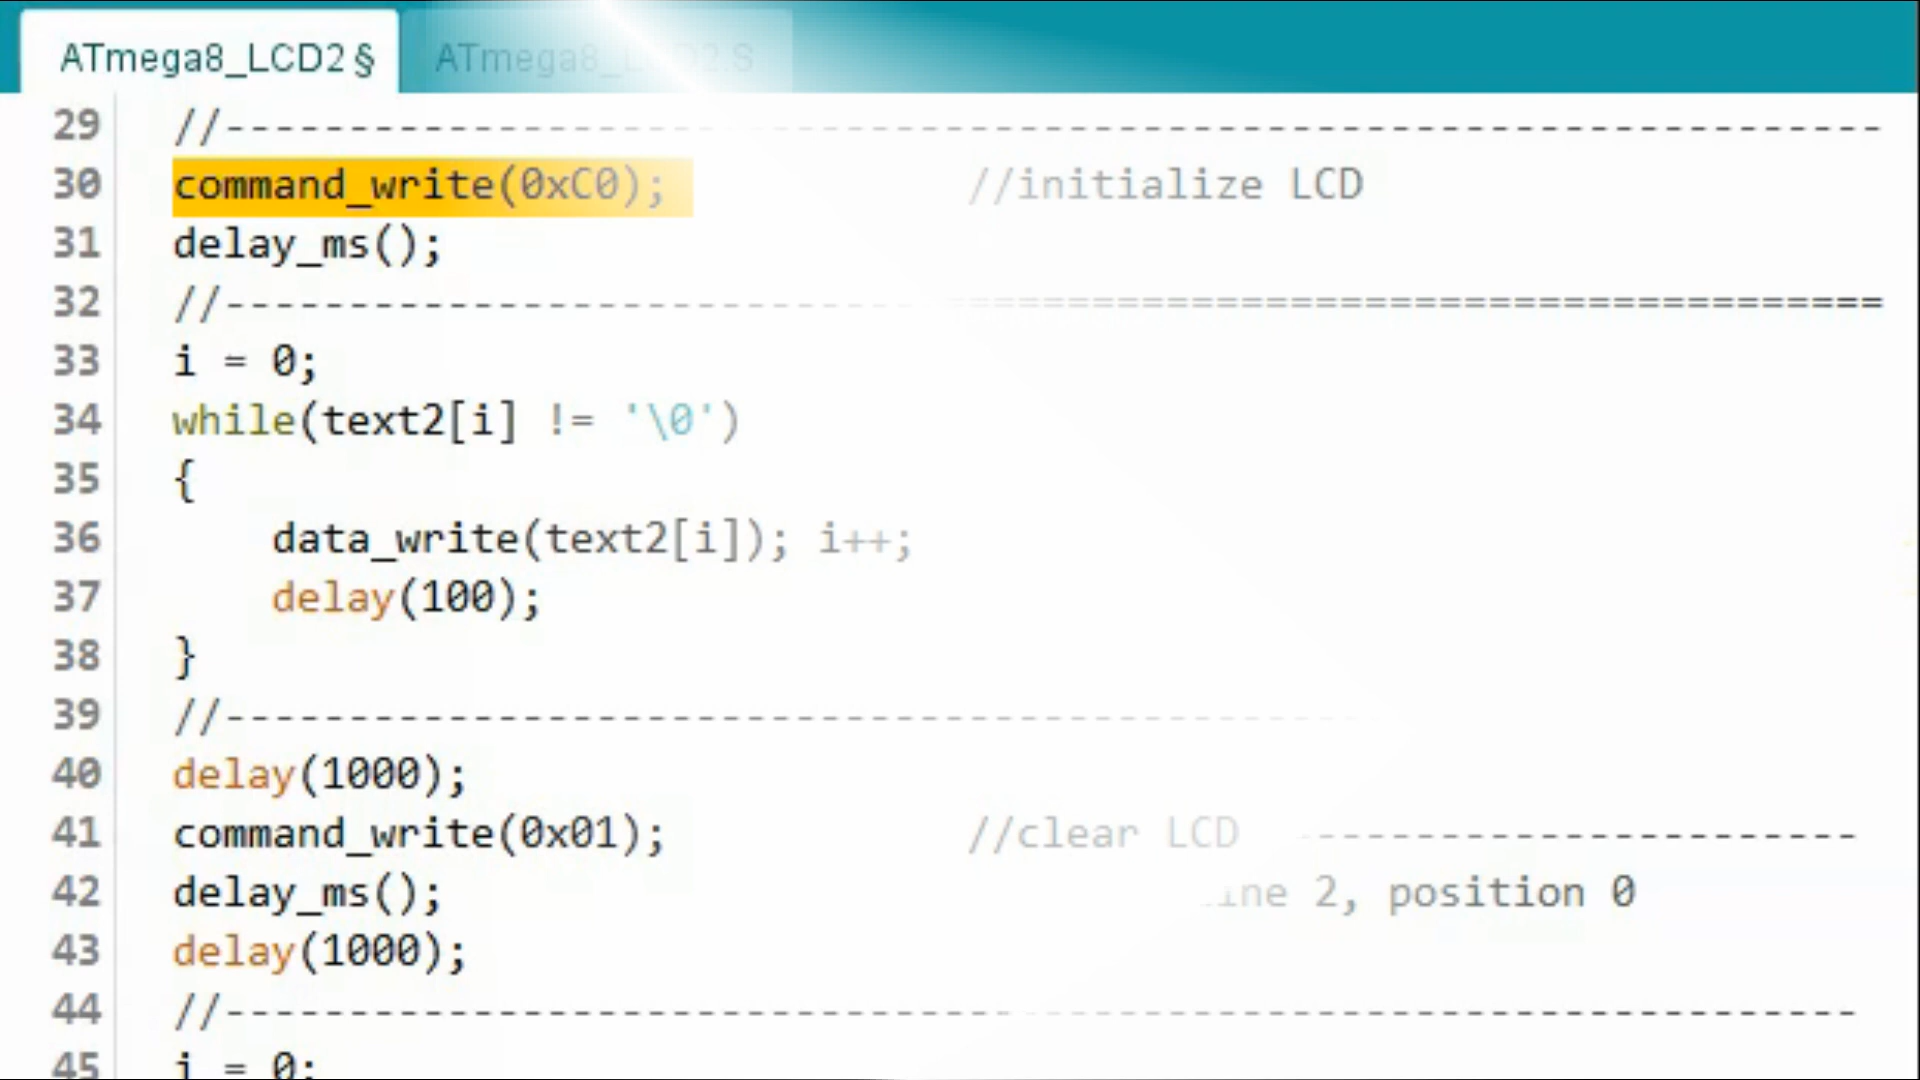 ATmega8_LCD2 §
29 //--------------------------------------------------------------------
30 command_write(0xC0); //initialize LCD
31 delay_ms();
32 //------------------------------======================================
33 i = 0;
34 while(text2[i] != '\0')
35 {
36 data_write(text2[i]); i++;
37 delay(100);
38 }
39 //-----------------------------------------------
40 delay(1000);
41 command_write(0x01); //clear LCD -----------------------
42 delay_ms(); 2, position 0
43 delay(1000);
44 //-------------------------------------------------------------------
45 i = 0;